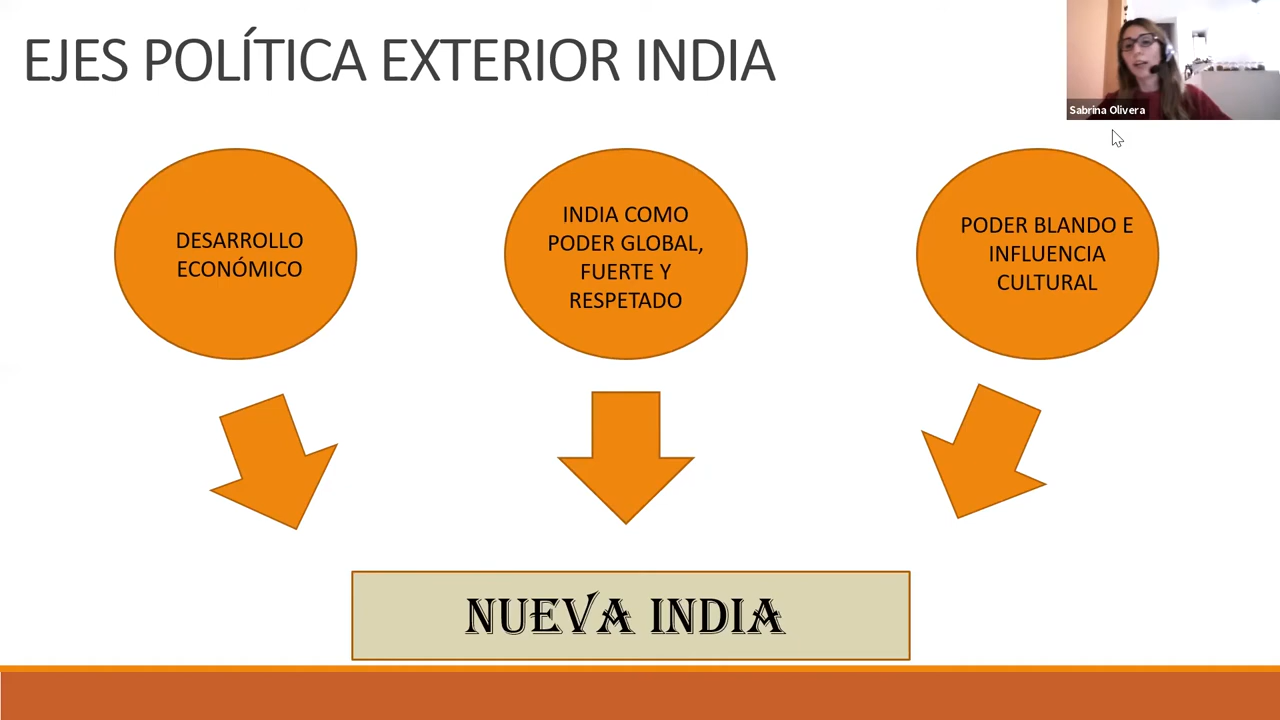 EJES POLÍTICA EXTERIOR INDIA
Sabrina Olivera
DESARROLLO
ECONÓMICO
INDIA COMO
PODER GLOBAL,
FUERTE Y
RESPETADO
PODER BLANDO E
INFLUENCIA
CULTURAL
NUEVA INDIA